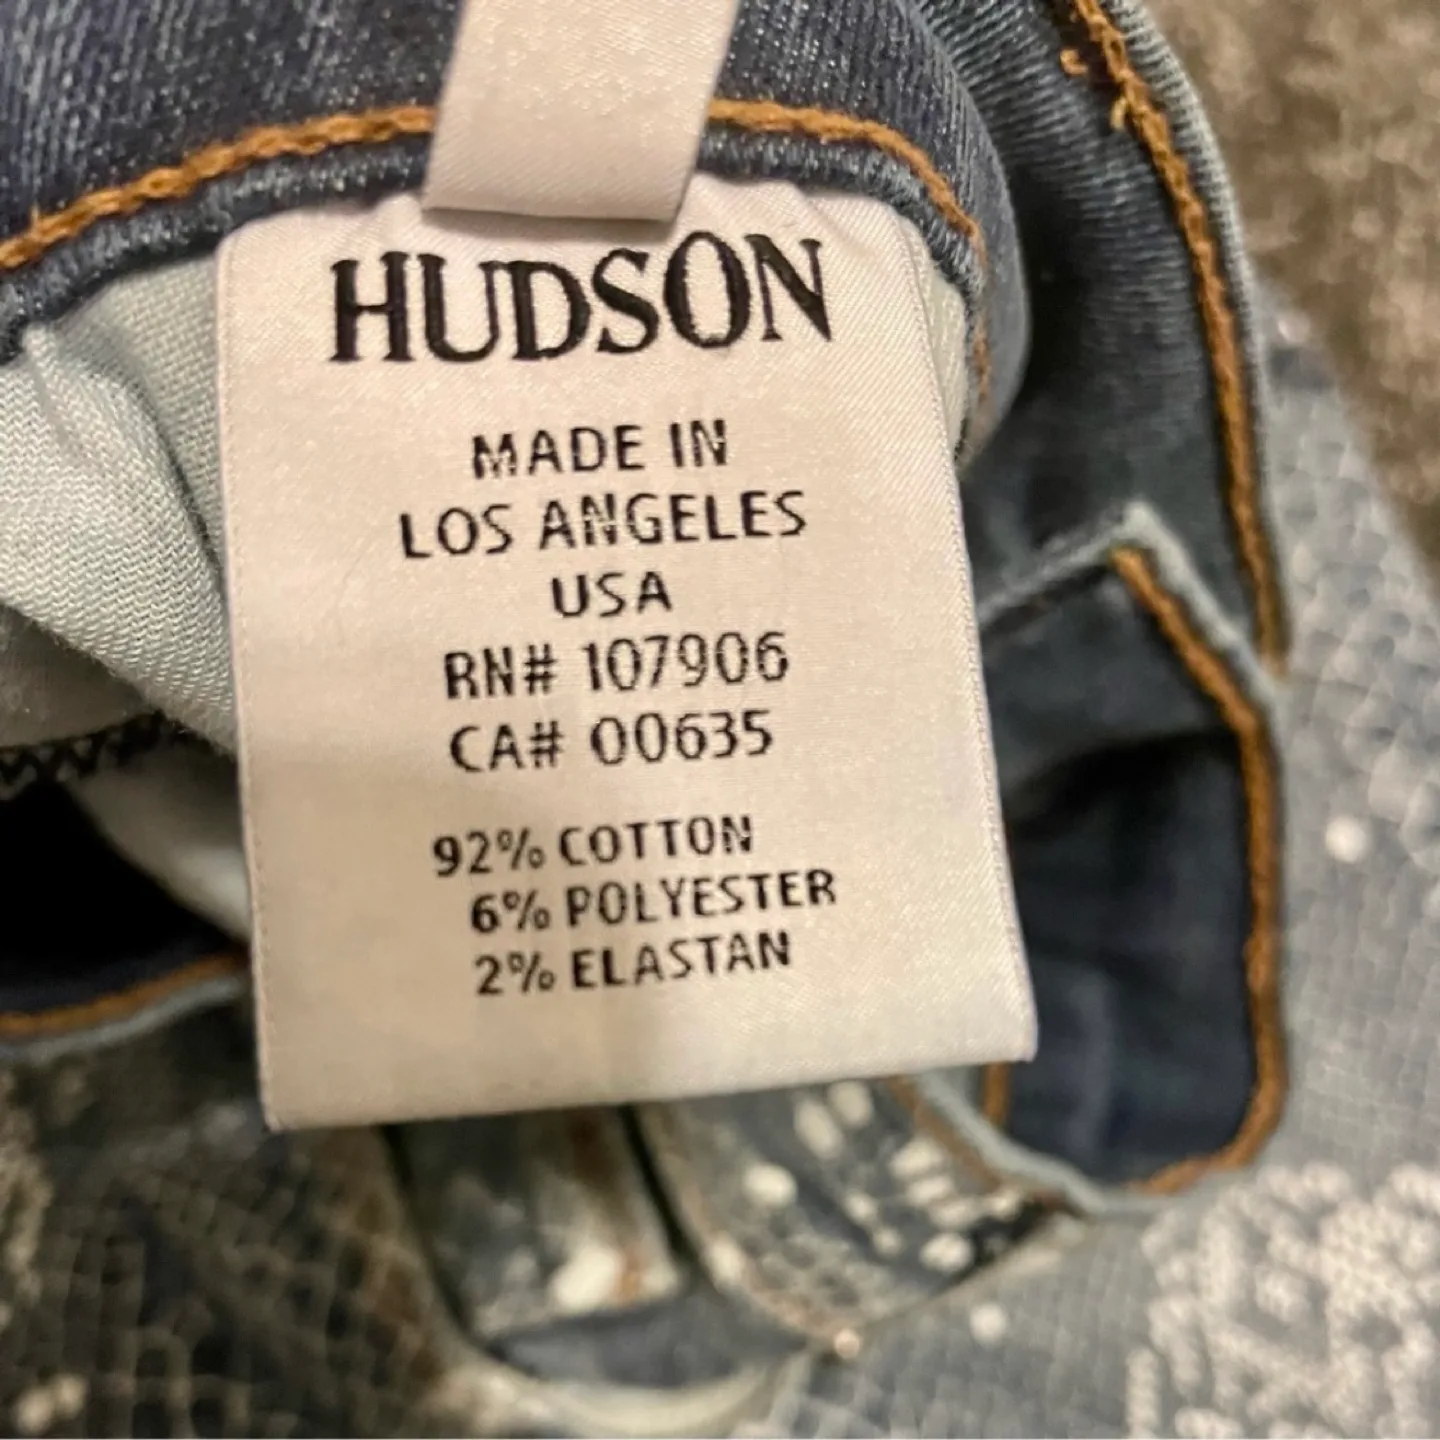 HUDSON
MADE IN
LOS ANGELES
USA
RN# 107906
CA# 00635
92% COTTON
6% POLYESTER
2% ELASTAN